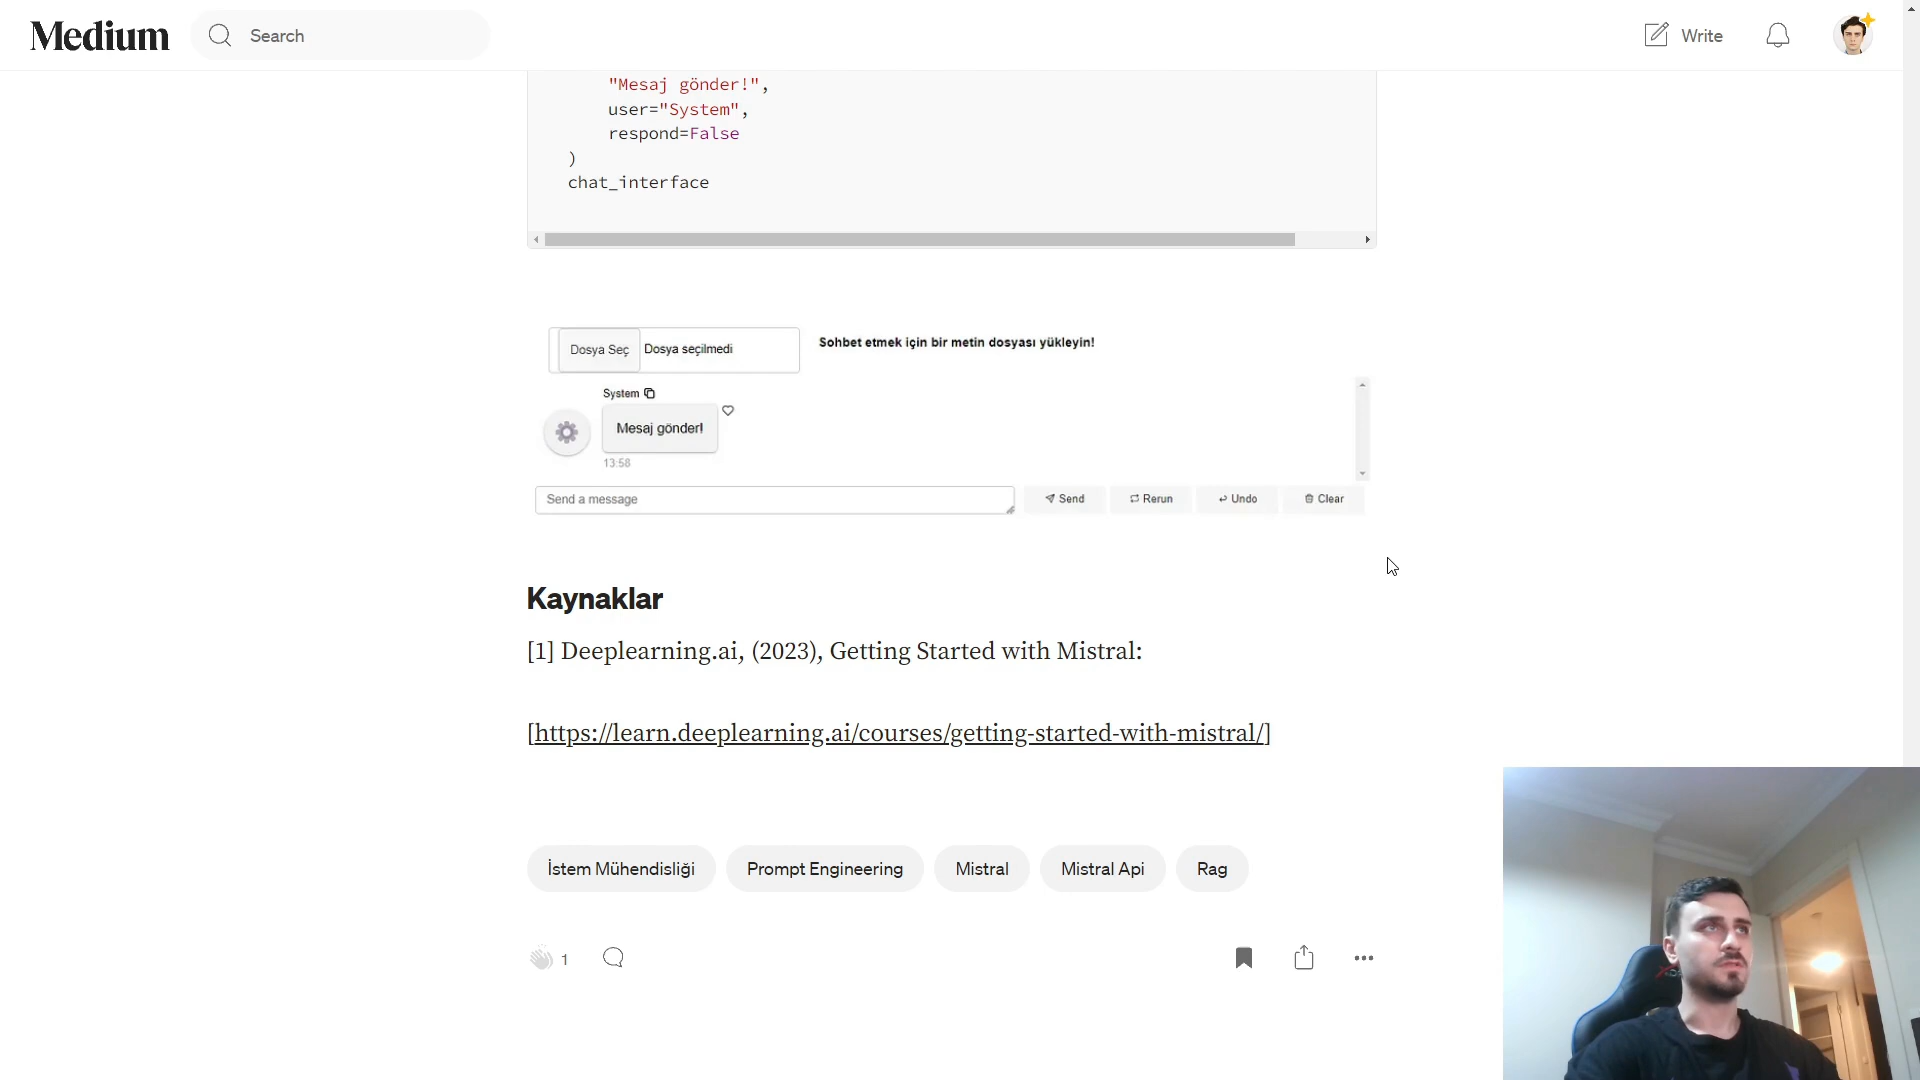 Medium
Search
Write
"Mesaj gönder!",
user="System",
respond=False
)
chat_interface
Dosya Seç Dosya seçilmedi
Sohbet etmek için bir metin dosyası yükleyin!
System
Mesaj gönder!
13:58
Send a message
Send
Rerun
Undo
Clear
Kaynaklar
[1] Deeplearning.ai, (2023), Getting Started with Mistral:
[https://learn.deeplearning.ai/courses/getting-started-with-mistral/]
İstem Mühendisliği
Prompt Engineering
Mistral
Mistral Api
Rag
1